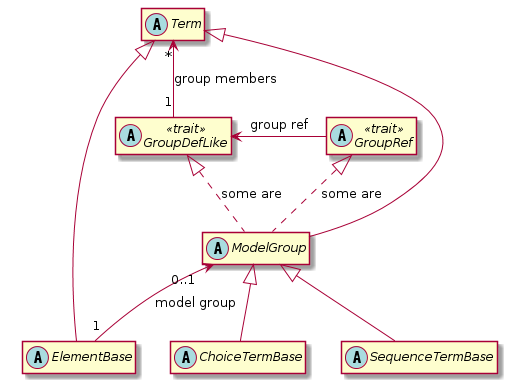 A Term
*
group members
1
A «trait» GroupDefLike
group ref
A «trait» GroupRef
some are
some are
A ModelGroup
0..1
model group
1
A ElementBase
A ChoiceTermBase
A SequenceTermBase